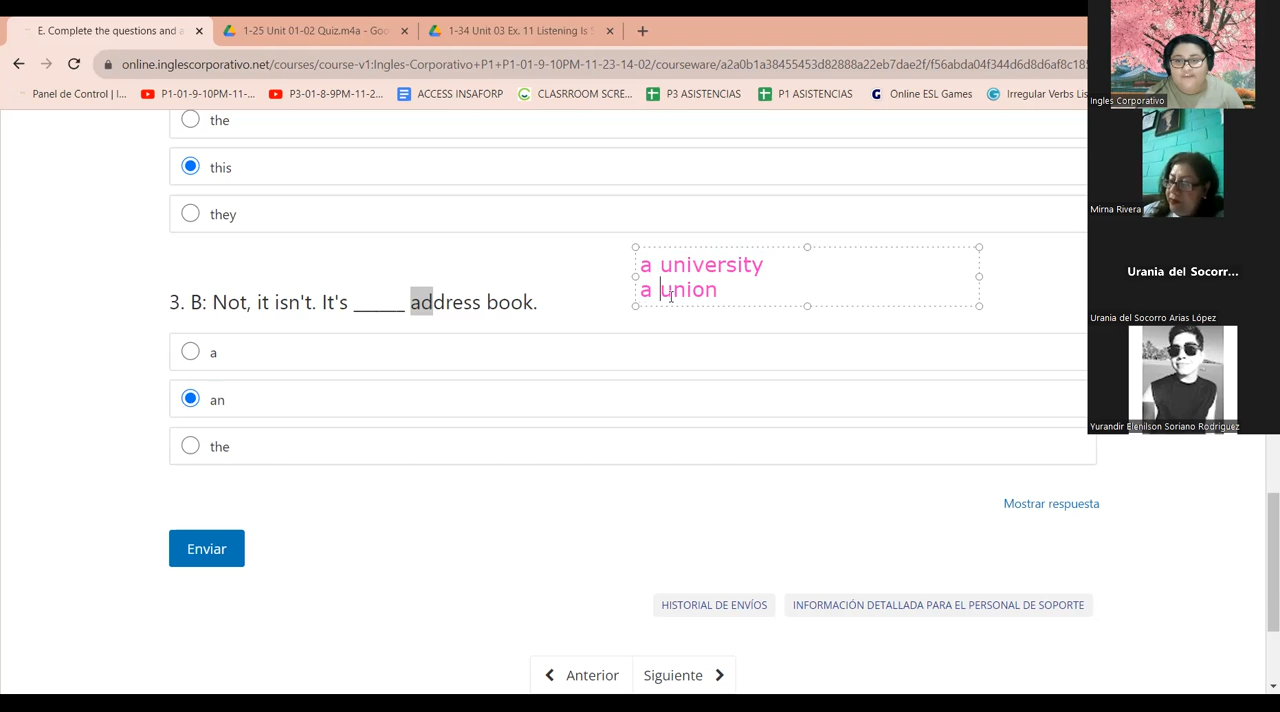 E. Complete the questions and a
1-25 Unit 01-02 Quiz.m4a - Goo
1-34 Unit 03 Ex. 11 Listening Is S
online.inglescorporativo.net/courses/course-v1:Ingles-Corporativo+P1+P1-01-9-10PM-11-23-14-02/courseware/a2a0b1a38455453d82888a22eb7dae2f/f56abda04f344d6d8d6af8c185
Panel de Control | I...
P1-01-9-10PM-11-...
P3-01-8-9PM-11-2...
ACCESS INSAFORP
CLASRROOM SCRE...
P3 ASISTENCIAS
P1 ASISTENCIAS
Online ESL Games
Irregular Verbs Lis
Ingles Corporativo
the
this
they
Mirna Rivera
a university
a union
Urania del Socorr...
Urania del Socorro Arias López
3. B: Not, it isn't. It's ______ address book.
a
an
the
Yurandir Elenilson Soriano Rodriguez
Mostrar respuesta
Enviar
HISTORIAL DE ENVÍOS
INFORMACIÓN DETALLADA PARA EL PERSONAL DE SOPORTE
Anterior
Siguiente